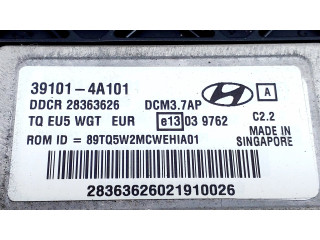 39101-4A101
DDCR 28363626 DCM3.7AP A
TQ EU5 WGT EUR e13 03 9762 C2.2
ROM ID = 89TQ5W2MCWEHIA01 MADE IN
SINGAPORE
28363626021910026